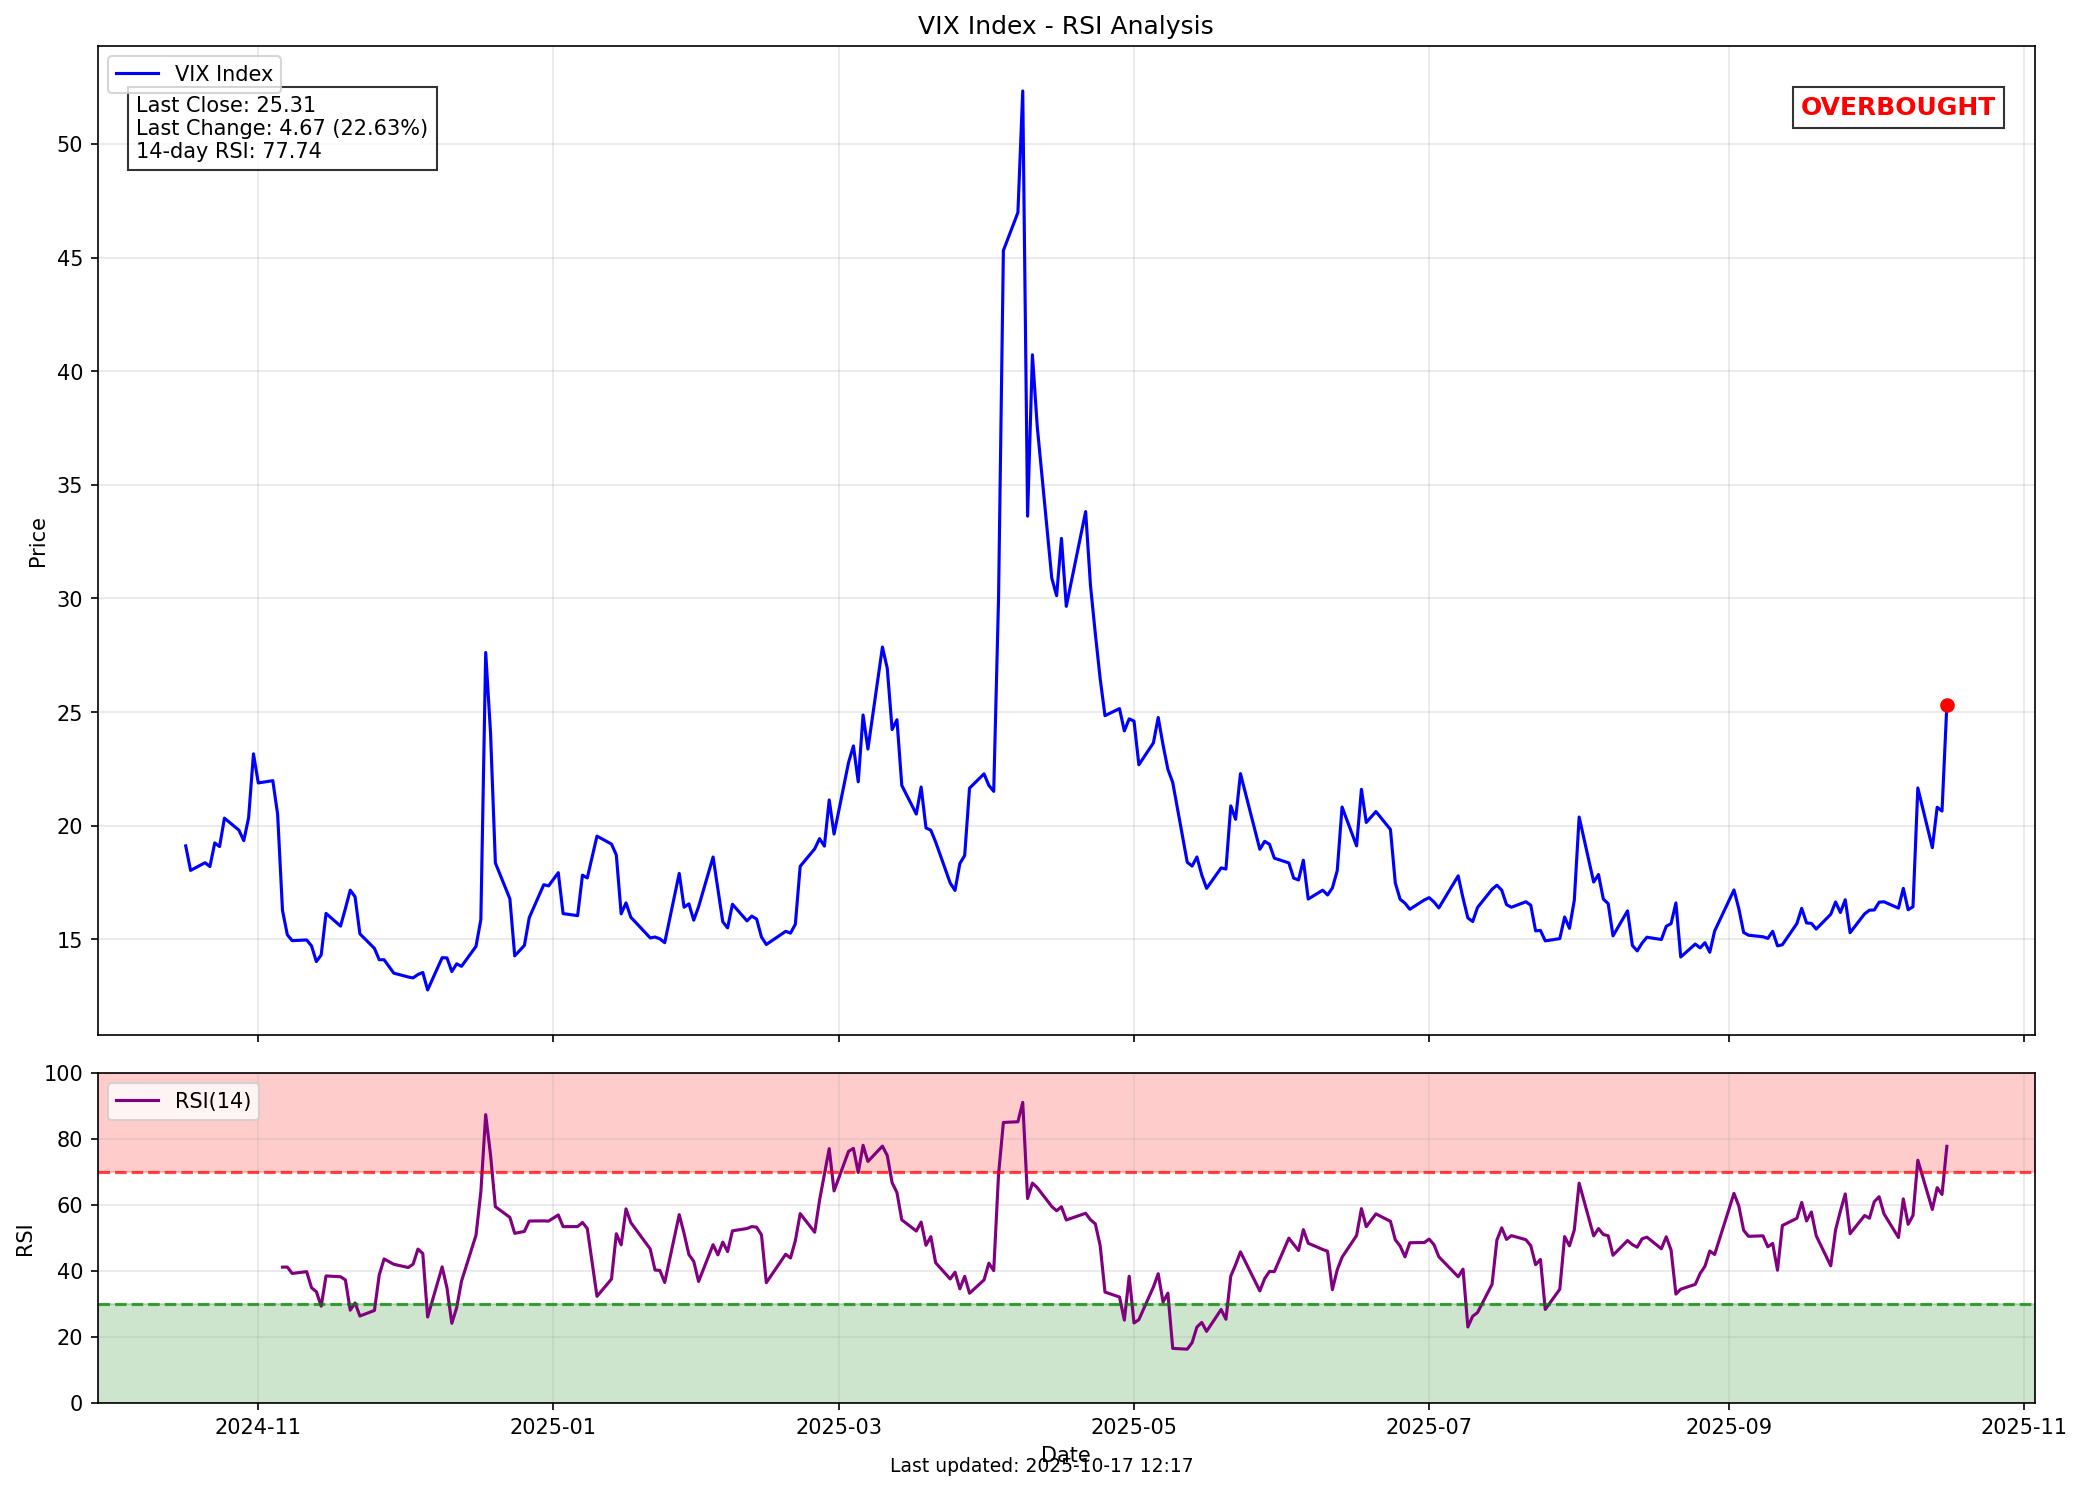 VIX Index - RSI Analysis
VIX Index
Last Close: 25.31
Last Change: 4.67 (22.63%)
14-day RSI: 77.74
OVERBOUGHT
Price
50
45
40
35
30
25
20
15
RSI(14)
RSI
100
80
60
40
20
0
2024-11
2025-01
2025-03
2025-05
2025-07
2025-09
2025-11
Date
Last updated: 2025-10-17 12:17